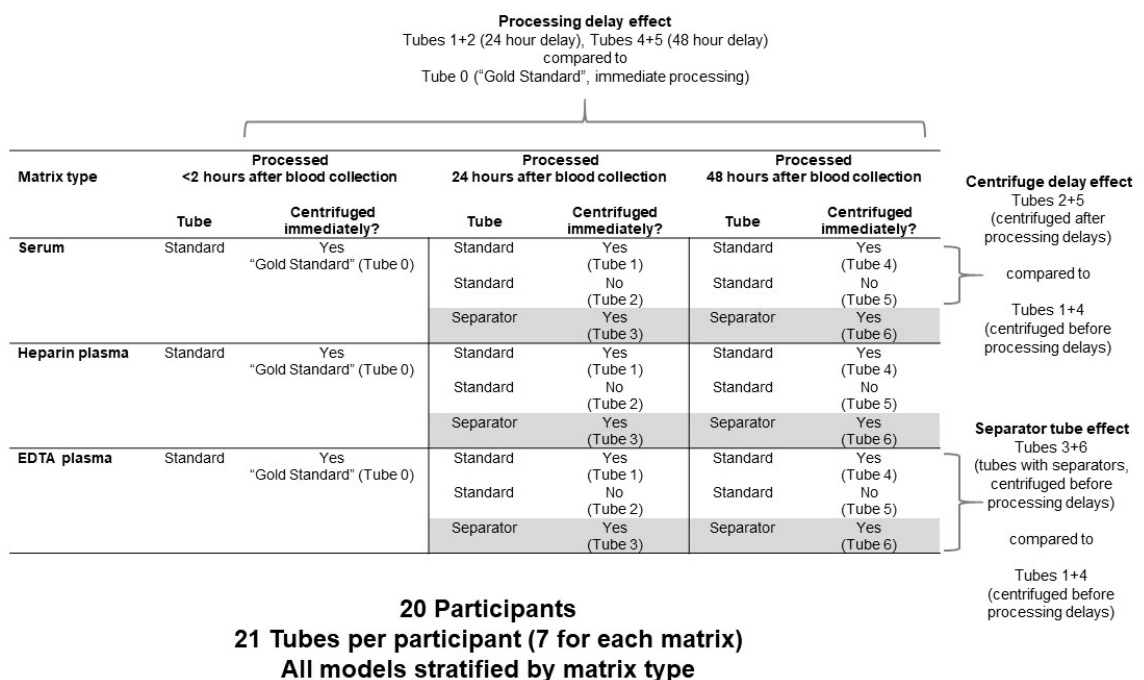 Processing delay effect
Tubes 1+2 (24 hour delay), Tubes 4+5 (48 hour delay)
compared to
Tube 0 (“Gold Standard”, immediate processing)
Matrix type
Processed
<2 hours after blood collection
Processed
24 hours after blood collection
Processed
48 hours after blood collection
Tube
Centrifuged
immediately?
Tube
Centrifuged
immediately?
Tube
Centrifuged
immediately?
Serum
Standard
Yes
“Gold Standard” (Tube 0)
Standard
Yes
(Tube 1)
Standard
Yes
(Tube 4)
Standard
No
(Tube 2)
Standard
No
(Tube 5)
Separator
Yes
(Tube 3)
Separator
Yes
(Tube 6)
Heparin plasma
Standard
Yes
“Gold Standard” (Tube 0)
Standard
Yes
(Tube 1)
Standard
Yes
(Tube 4)
Standard
No
(Tube 2)
Standard
No
(Tube 5)
Separator
Yes
(Tube 3)
Separator
Yes
(Tube 6)
EDTA plasma
Standard
Yes
“Gold Standard” (Tube 0)
Standard
Yes
(Tube 1)
Standard
Yes
(Tube 4)
Standard
No
(Tube 2)
Standard
No
(Tube 5)
Separator
Yes
(Tube 3)
Separator
Yes
(Tube 6)
Centrifuge delay effect
Tubes 2+5
(centrifuged after
processing delays)
compared to
Tubes 1+4
(centrifuged before
processing delays)
Separator tube effect
Tubes 3+6
(tubes with separators,
centrifuged before
processing delays)
compared to
Tubes 1+4
(centrifuged before
processing delays)
20 Participants
21 Tubes per participant (7 for each matrix)
All models stratified by matrix type